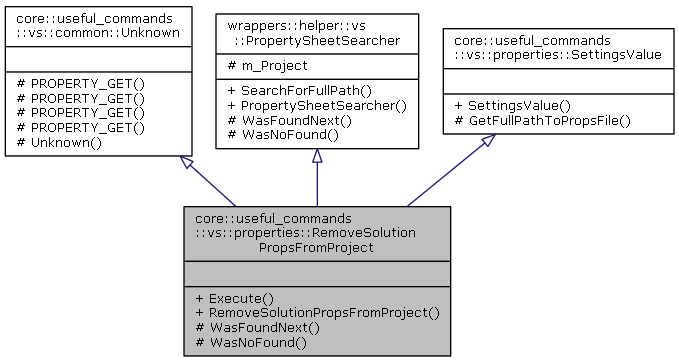 core::useful_commands
::vs::common::Unknown
# PROPERTY_GET()
# PROPERTY_GET()
# PROPERTY_GET()
# PROPERTY_GET()
# Unknown()
wrappers::helper::vs
::PropertySheetSearcher
# m_Project
+ SearchForFullPath()
+ PropertySheetSearcher()
# WasFoundNext()
# WasNoFound()
core::useful_commands
::vs::properties::SettingsValue
+ SettingsValue()
# GetFullPathToPropsFile()
core::useful_commands
::vs::properties::RemoveSolution
PropsFromProject
+ Execute()
+ RemoveSolutionPropsFromProject()
# WasFoundNext()
# WasNoFound()